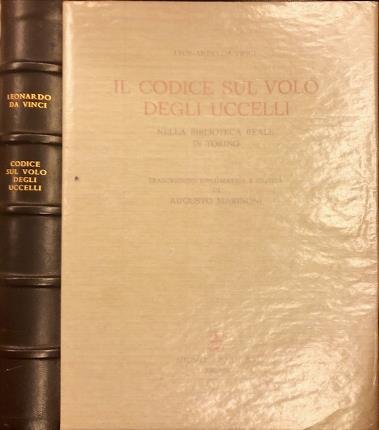 LEONARDO
DA VINCI
CODICE
SUL VOLO
DEGLI
UCCELLI
LEONARDO DA VINCI
IL CODICE SUL VOLO
DEGLI UCCELLI
NELLA BIBLIOTECA REALE
IN TORINO
TRASCRIZIONE DIPLOMATICA E CRITICA
DI
AUGUSTO MARINONI